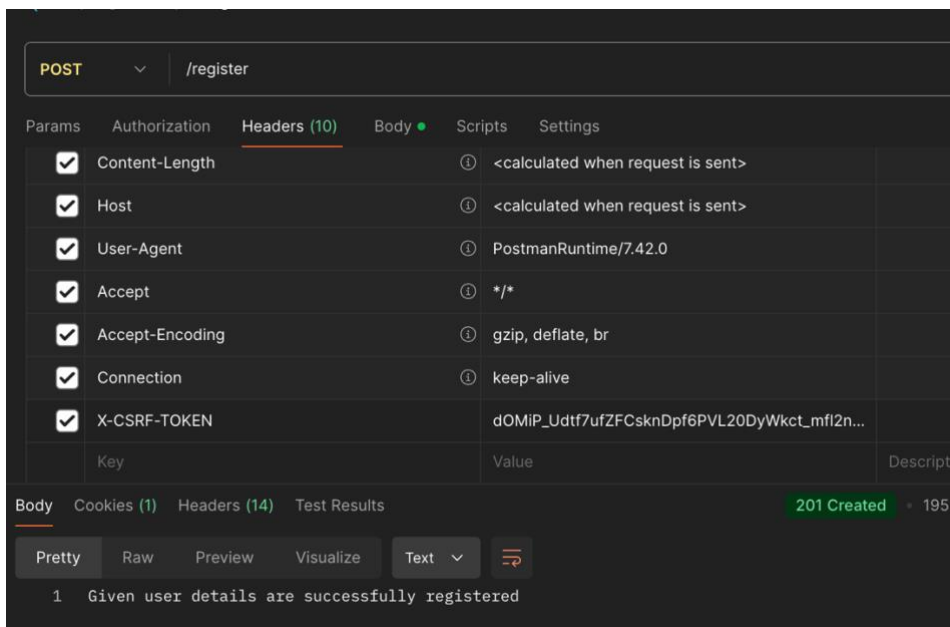 POST /register
Params Authorization Headers (10) Body Scripts Settings
Content-Length <calculated when request is sent>
Host <calculated when request is sent>
User-Agent PostmanRuntime/7.42.0
Accept */*
Accept-Encoding gzip, deflate, br
Connection keep-alive
X-CSRF-TOKEN dOMiP_Udtf7ufZFCsknDpf6PVL20DyWkct_mfl2n...
Key Value Descript
Body Cookies (1) Headers (14) Test Results 201 Created 195
Pretty Raw Preview Visualize Text
1 Given user details are successfully registered